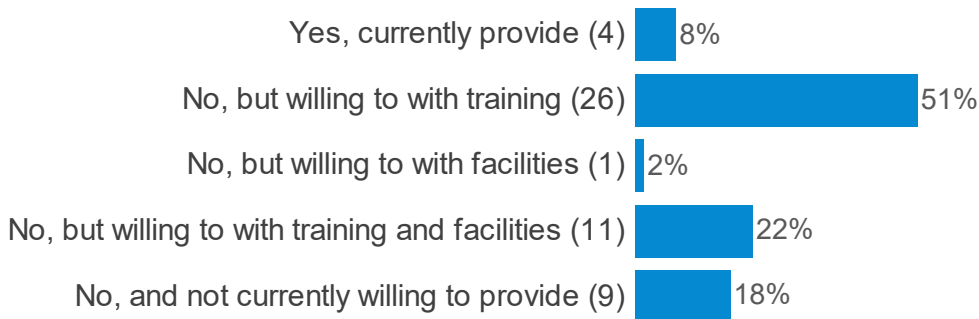 Yes, currently provide (4) 8%
No, but willing to with training (26) 51%
No, but willing to with facilities (1) 2%
No, but willing to with training and facilities (11) 22%
No, and not currently willing to provide (9) 18%